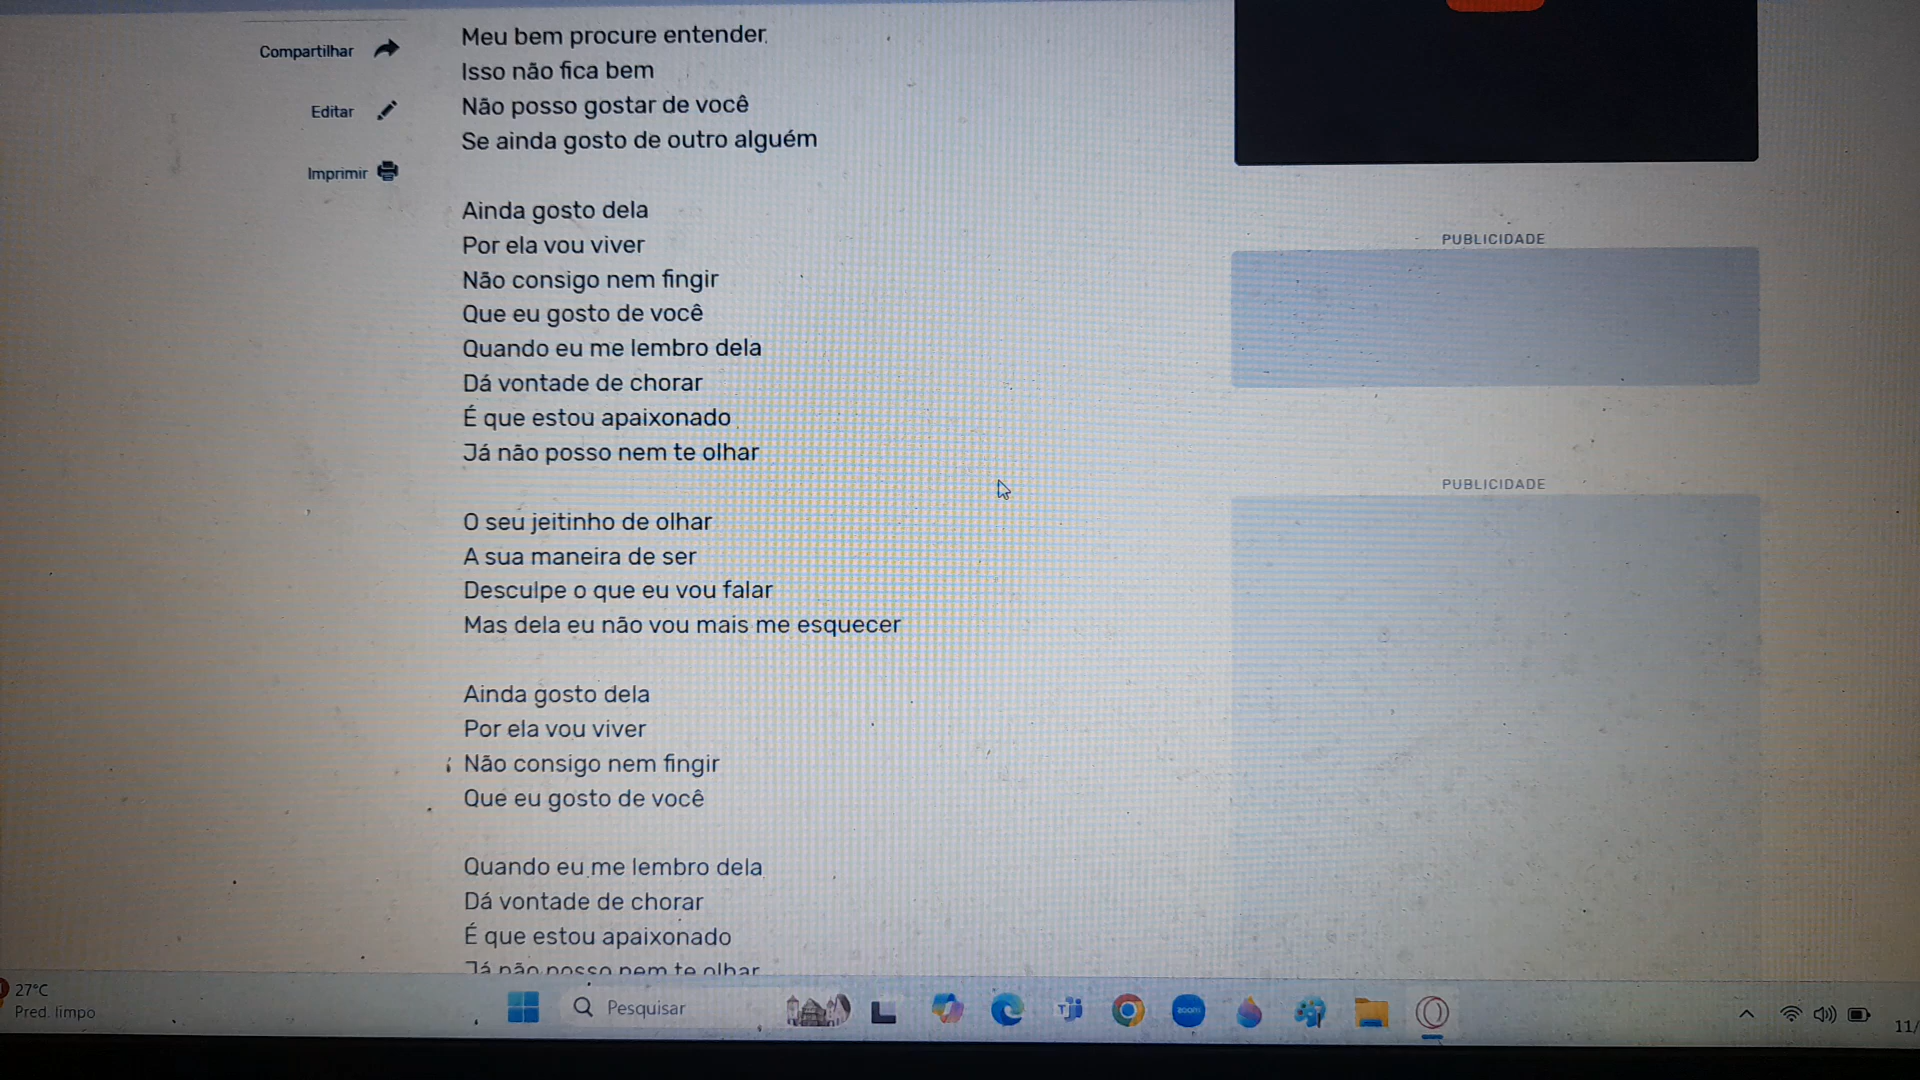 Compartilhar
Editar
Imprimir
Meu bem procure entender
Isso não fica bem
Não posso gostar de você
Se ainda gosto de outro alguém
Ainda gosto dela
Por ela vou viver
Não consigo nem fingir
Que eu gosto de você
Quando eu me lembro dela
Dá vontade de chorar
É que estou apaixonado
Já não posso nem te olhar
O seu jeitinho de olhar
A sua maneira de ser
Desculpe o que eu vou falar
Mas dela eu não vou mais me esquecer
Ainda gosto dela
Por ela vou viver
Não consigo nem fingir
Que eu gosto de você
Quando eu me lembro dela
Dá vontade de chorar
É que estou apaixonado
Já não posso nem te olhar
PUBLICIDADE
PUBLICIDADE
27°C
Pred. limpo
Pesquisar
zoom
11/